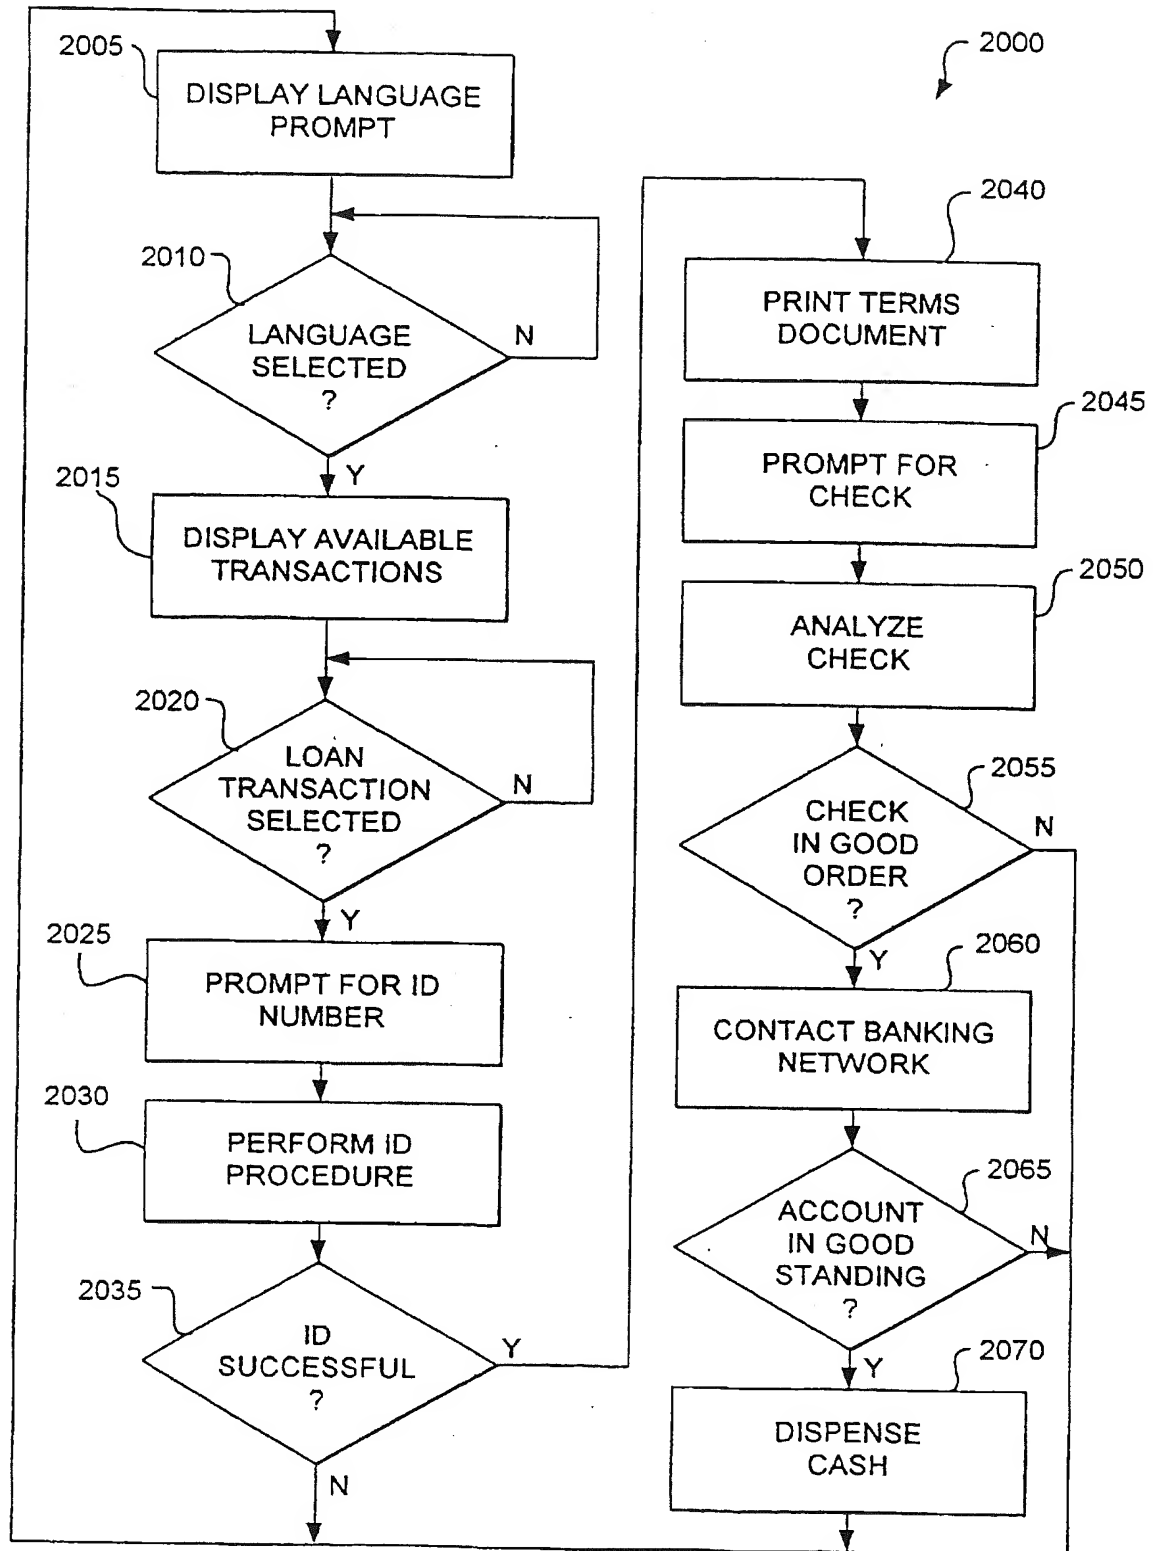 2000
2005
DISPLAY LANGUAGE
PROMPT
2010
LANGUAGE
SELECTED
?
N
Y
2015
DISPLAY AVAILABLE
TRANSACTIONS
2020
LOAN
TRANSACTION
SELECTED
?
N
Y
2025
PROMPT FOR ID
NUMBER
2030
PERFORM ID
PROCEDURE
2035
ID
SUCCESSFUL
?
Y
N
2040
PRINT TERMS
DOCUMENT
2045
PROMPT FOR
CHECK
2050
ANALYZE
CHECK
2055
CHECK
IN GOOD
ORDER
?
N
Y
2060
CONTACT BANKING
NETWORK
2065
ACCOUNT
IN GOOD
STANDING
?
N
Y
2070
DISPENSE
CASH